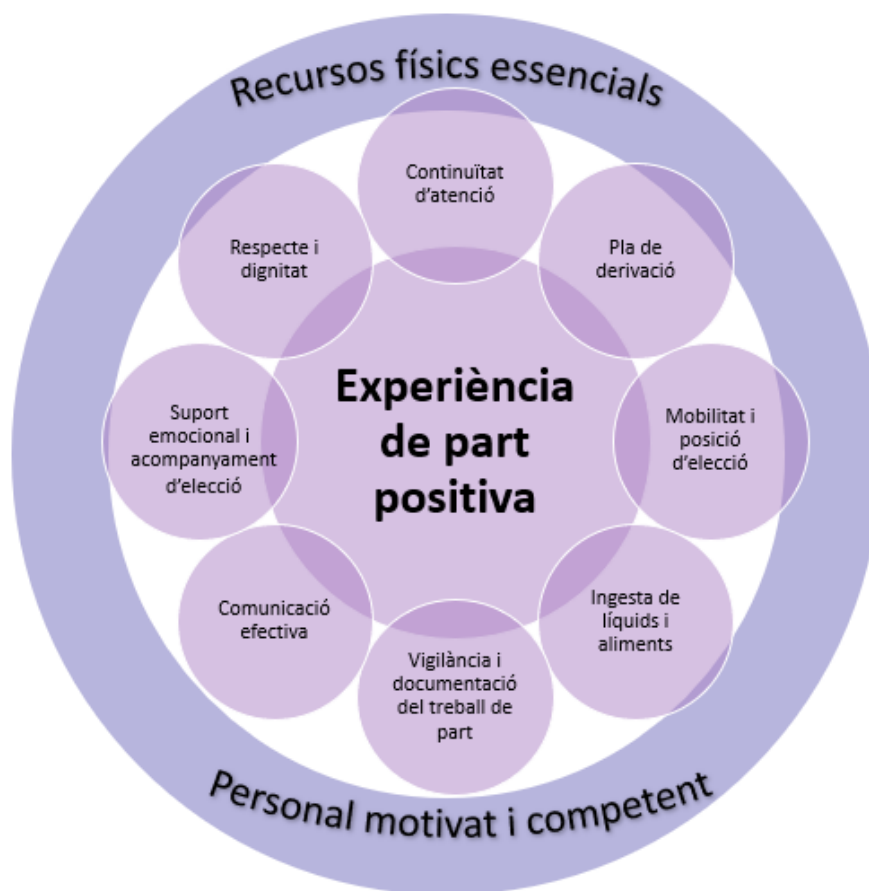 Recursos físics essencials
Continuïtat
d'atenció
Pla de
derivació
Mobilitat i
posició
d'elecció
Ingesta de
líquids i
aliments
Vigilància i
documentació
del treball de
part
Comunicació
efectiva
Suport
emocional i
acompanyament
d'elecció
Respecte i
dignitat
Experiència
de part
positiva
Personal motivat i competent